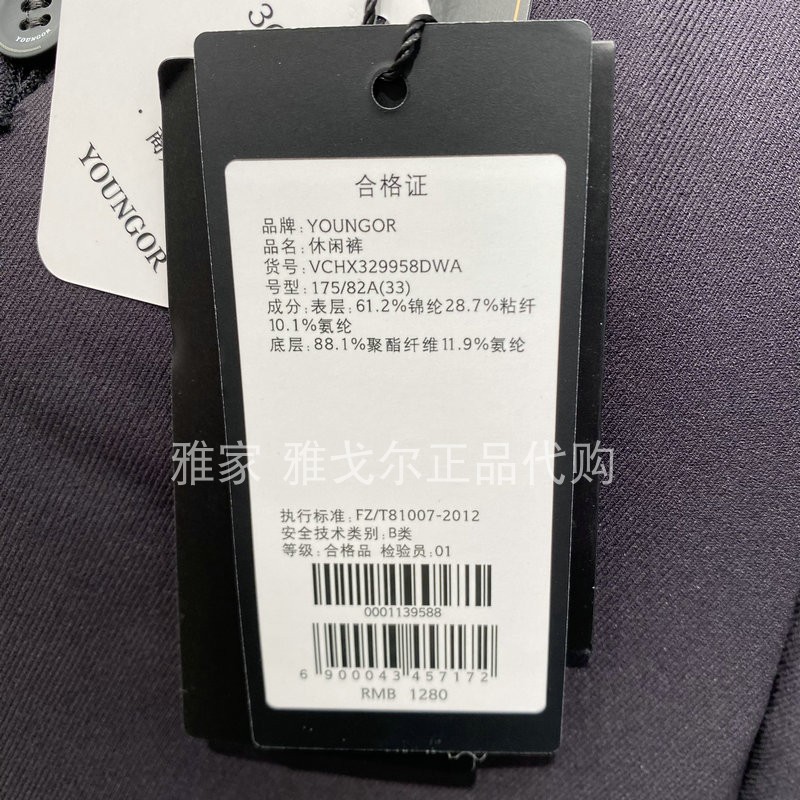 YOUNGOR
YOUNGOR
合格证
品牌:YOUNGOR
品名:休闲裤
货号:VCHX329958DWA
号型:175/82A(33)
成分:表层:61.2%锦纶28.7%粘纤
10.1%氨纶
底层:88.1%聚酯纤维11.9%氨纶
雅家 雅戈尔正品代购
执行标准:FZ/T81007-2012
安全技术类别:B类
等级:合格品 检验员:01
0001139588
6 900043 457172
RMB 1280